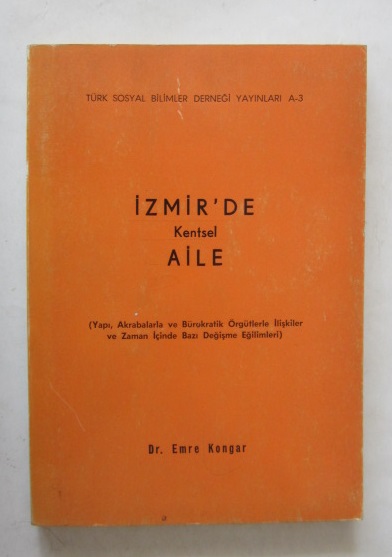 TÜRK SOSYAL BİLİMLER DERNEĞİ YAYINLARI A-3
İZMİR'DE
Kentsel
AİLE
(Yapı, Akrabalarla ve Bürukratik Örgütlerle İlişkiler
ve Zaman İçinde Bazı Değişme Eğilimleri)
Dr. Emre Kongar